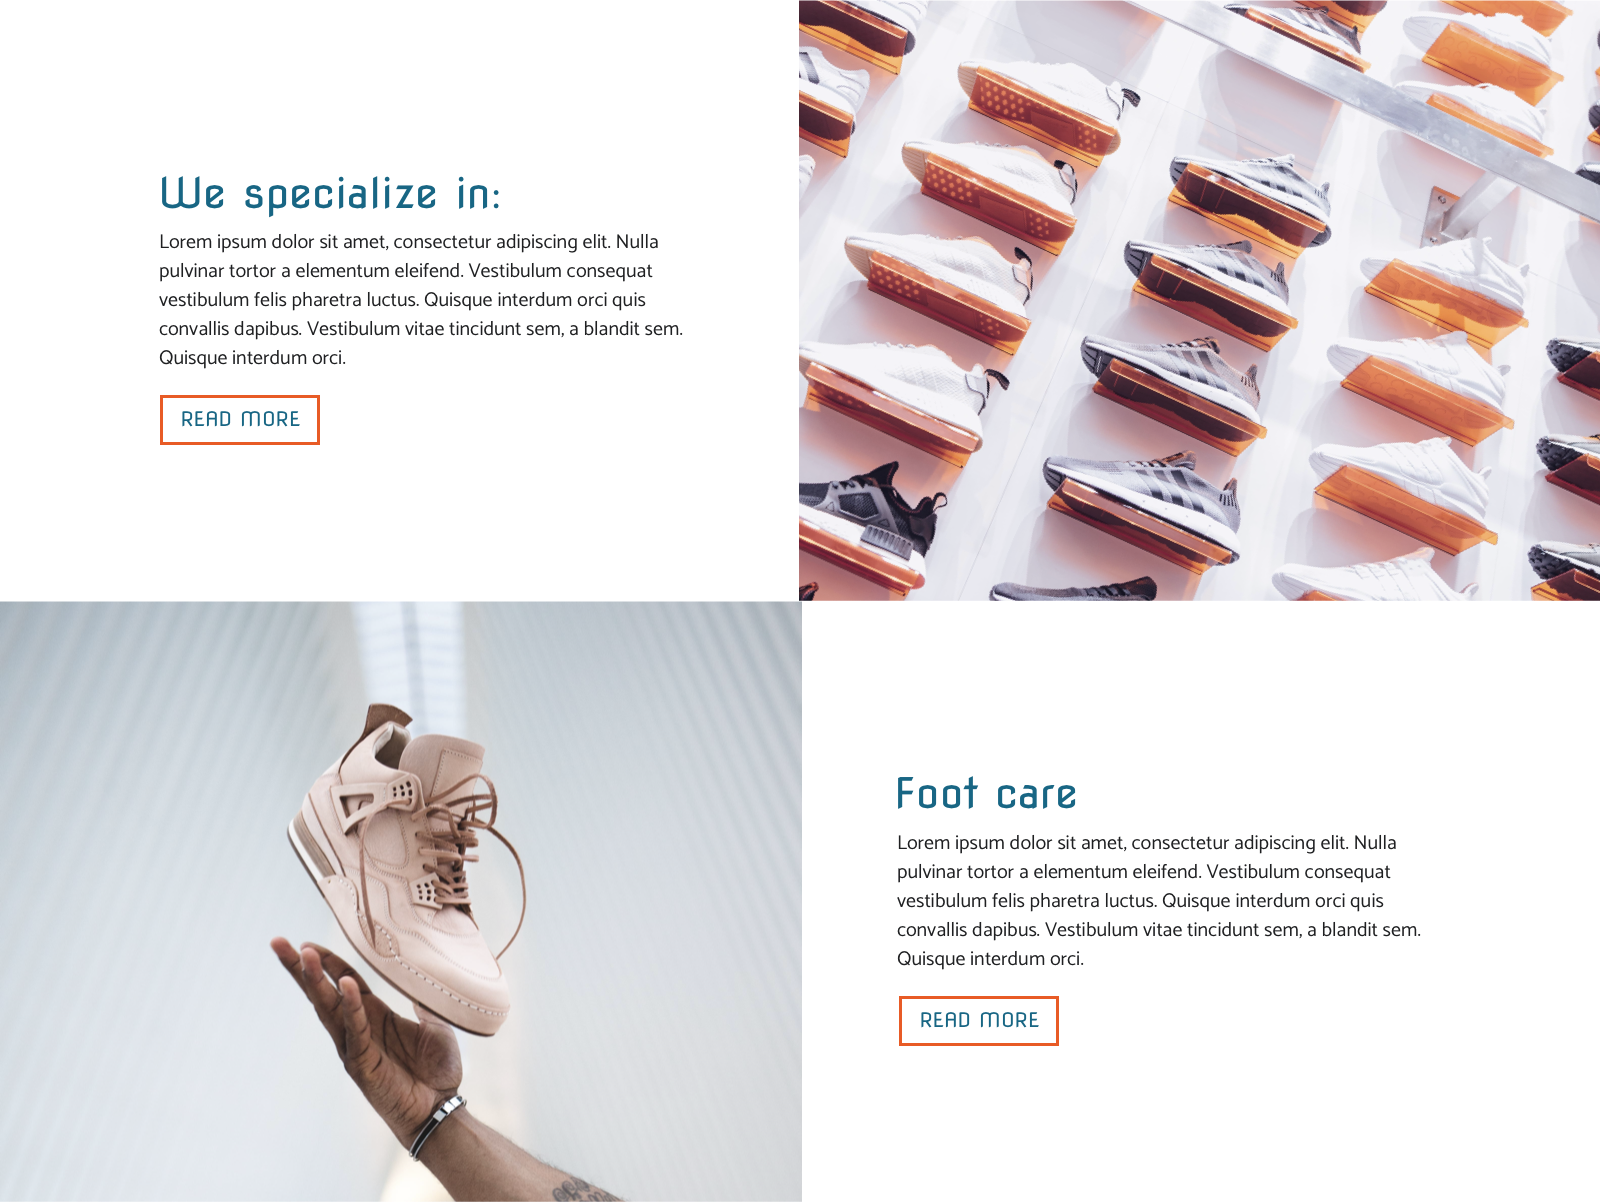 We specialize in:
Lorem ipsum dolor sit amet, consectetur adipiscing elit. Nulla
pulvinar tortor a elementum eleifend. Vestibulum consequat
vestibulum felis pharetra luctus. Quisque interdum orci quis
convallis dapibus. Vestibulum vitae tincidunt sem, a blandit sem.
Quisque interdum orci.
READ MORE
Foot care
Lorem ipsum dolor sit amet, consectetur adipiscing elit. Nulla
pulvinar tortor a elementum eleifend. Vestibulum consequat
vestibulum felis pharetra luctus. Quisque interdum orci quis
convallis dapibus. Vestibulum vitae tincidunt sem, a blandit sem.
Quisque interdum orci.
READ MORE